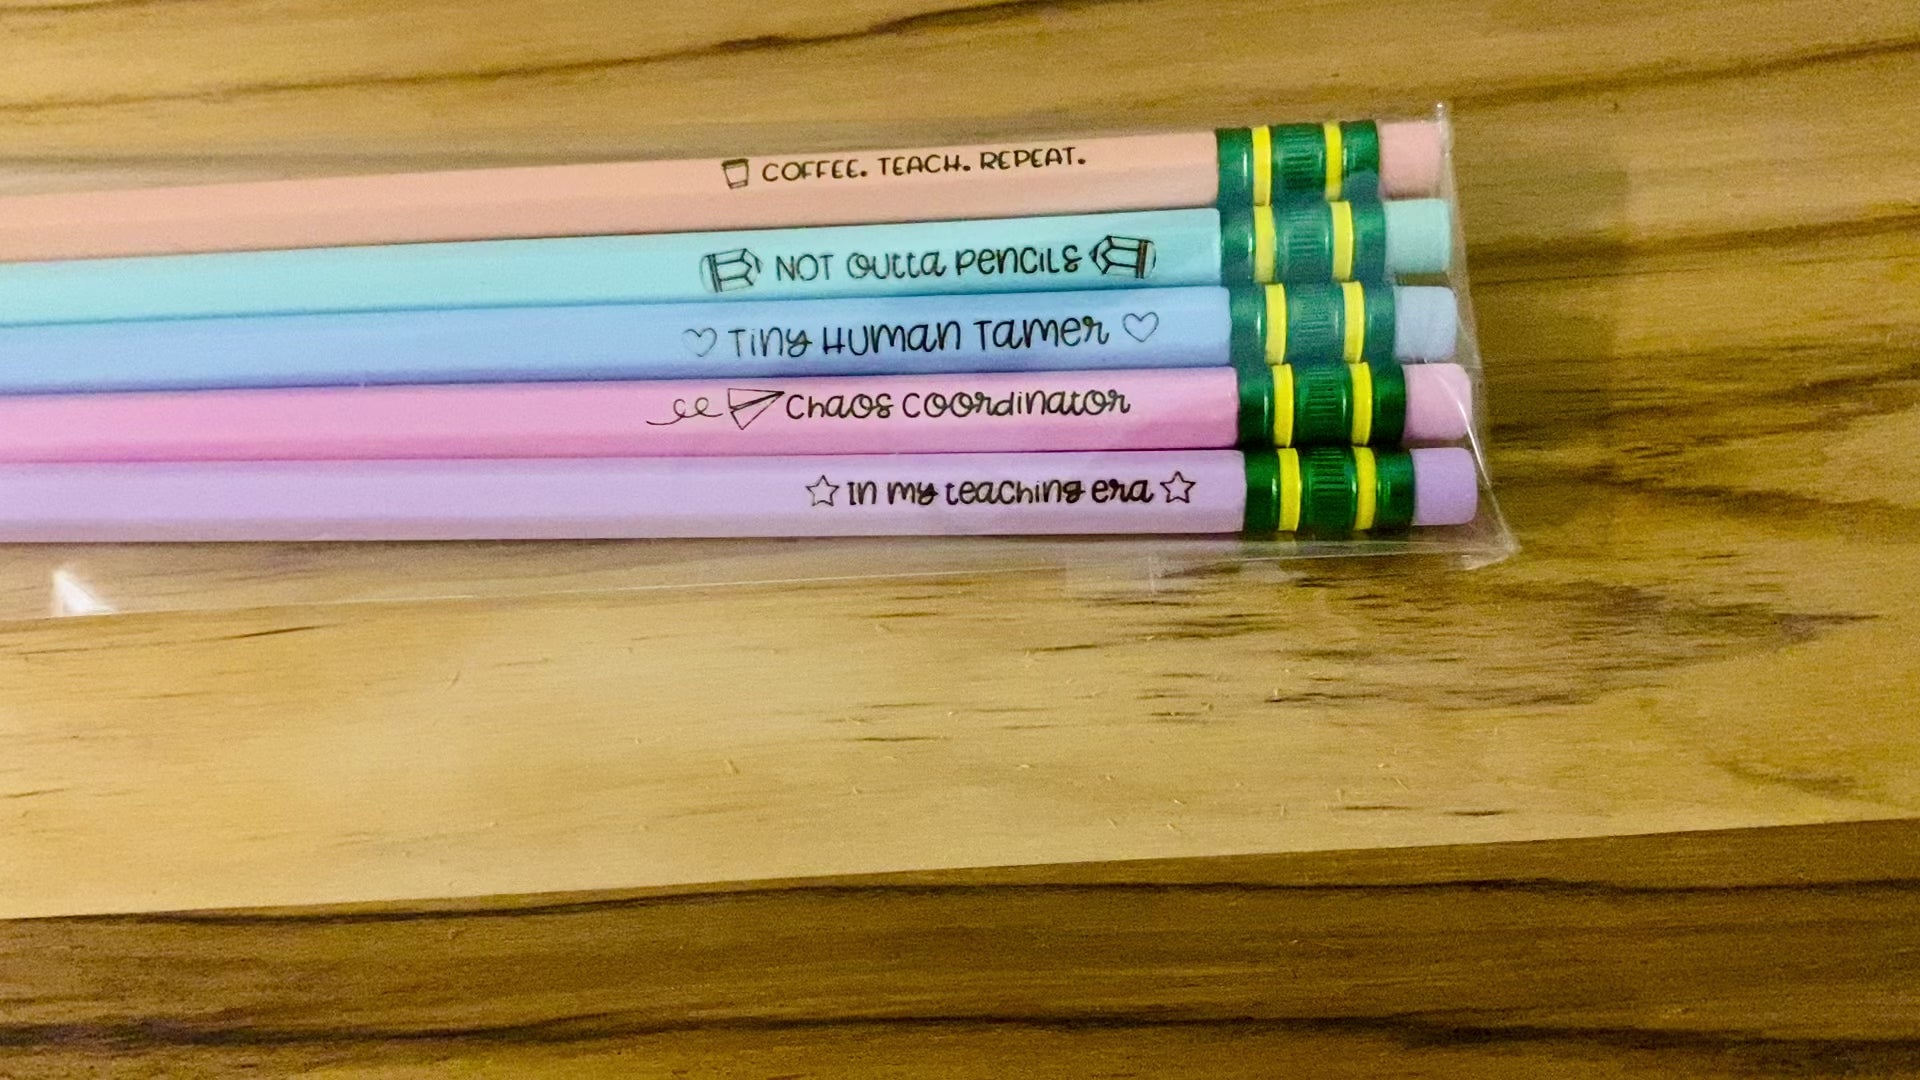 COFFEE. TEACH. REPEAT.
NOT OUTTA PENCILS
Tiny Human Tamer
Chaos Coordinator
In my teaching era